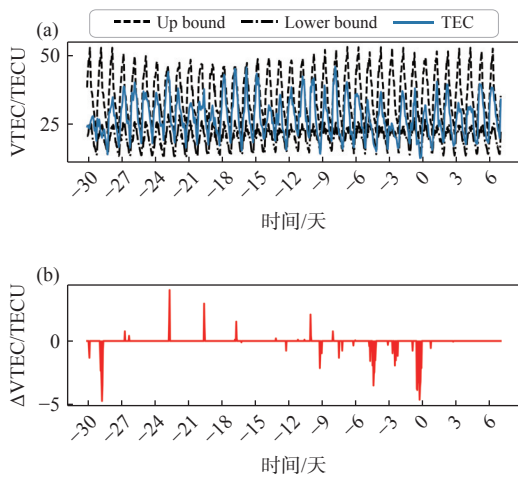 Up bound Lower bound TEC
(a)
VTEC/TECU
50
25
−30 −27 −24 −21 −18 −15 −12 −9 −6 −3 0 3 6
时间/天
(b)
ΔVTEC/TECU
0
−5
−30 −27 −24 −21 −18 −15 −12 −9 −6 −3 0 3 6
时间/天